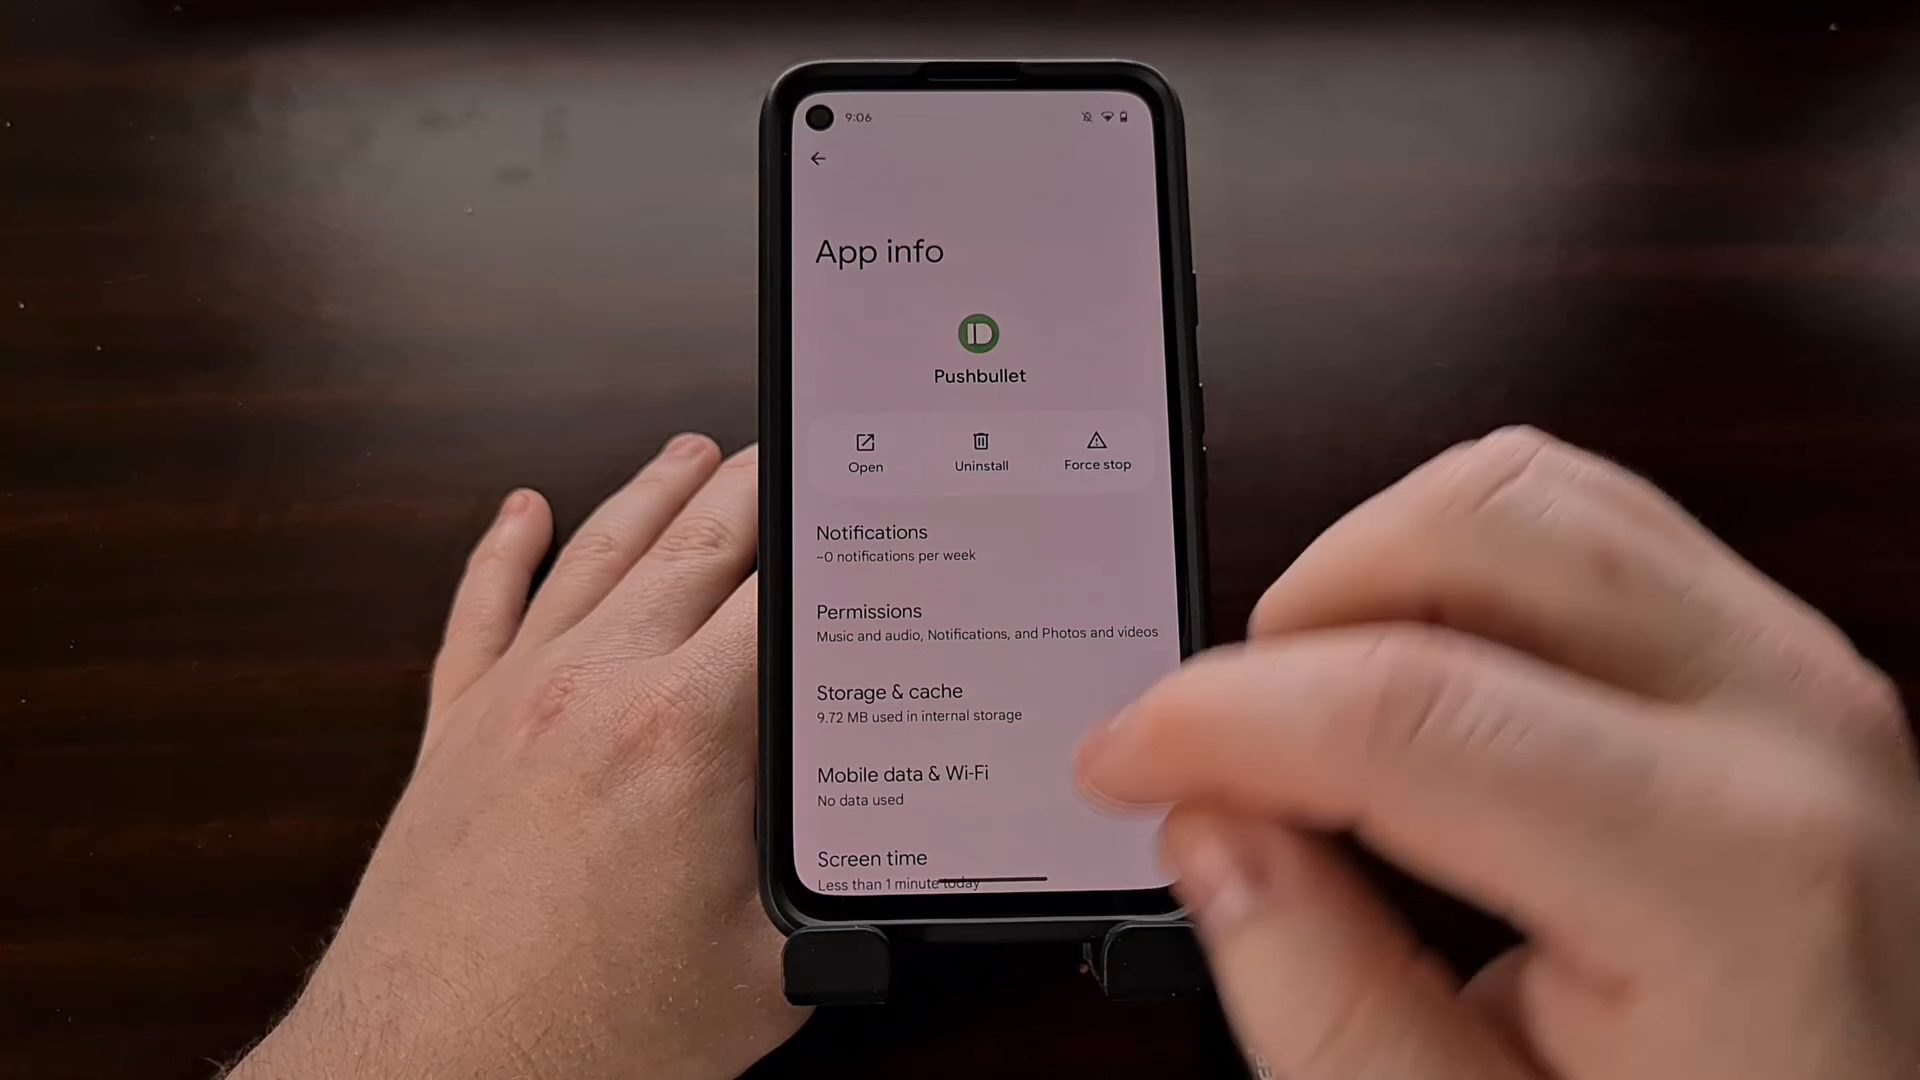 9:06
App info
Pushbullet
Open
Uninstall
Force stop
Notifications
~0 notifications per week
Permissions
Music and audio, Notifications, and Photos and videos
Storage & cache
9.72 MB used in internal storage
Mobile data & Wi-Fi
No data used
Screen time
Less than 1 minute today